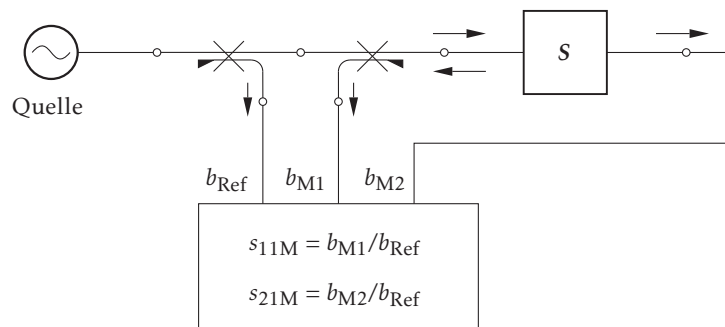 S
Quelle
b_Ref b_M1 b_M2
s_11M = b_M1/b_Ref
s_21M = b_M2/b_Ref